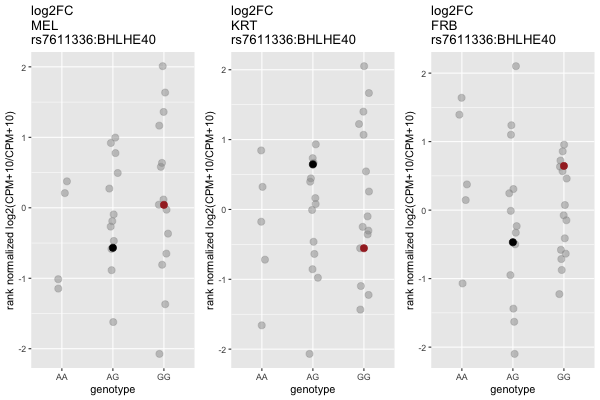 log2FC
MEL
rs7611336:BHLHE40
rank normalized log2(CPM+10/CPM+10)
2
1
0
-1
-2
AA AG GG
genotype
log2FC
KRT
rs7611336:BHLHE40
rank normalized log2(CPM+10/CPM+10)
2
1
0
-1
-2
AA AG GG
genotype
log2FC
FRB
rs7611336:BHLHE40
rank normalized log2(CPM+10/CPM+10)
2
1
0
-1
-2
AA AG GG
genotype